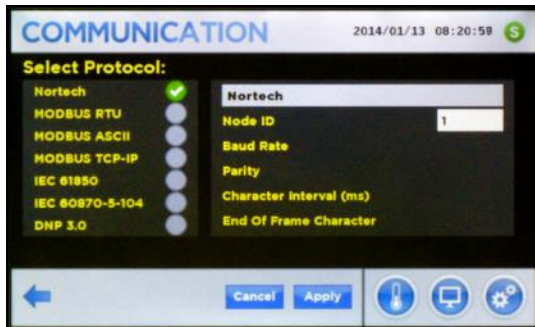 COMMUNICATION
2014/01/13 08:20:59 S
Select Protocol:
Nortech
MODBUS RTU
MODBUS ASCII
MODBUS TCP-IP
IEC 61850
IEC 60870-5-104
DNP 3.0
Nortech
Node ID 1
Baud Rate
Parity
Character Interval (ms)
End Of Frame Character
Cancel Apply